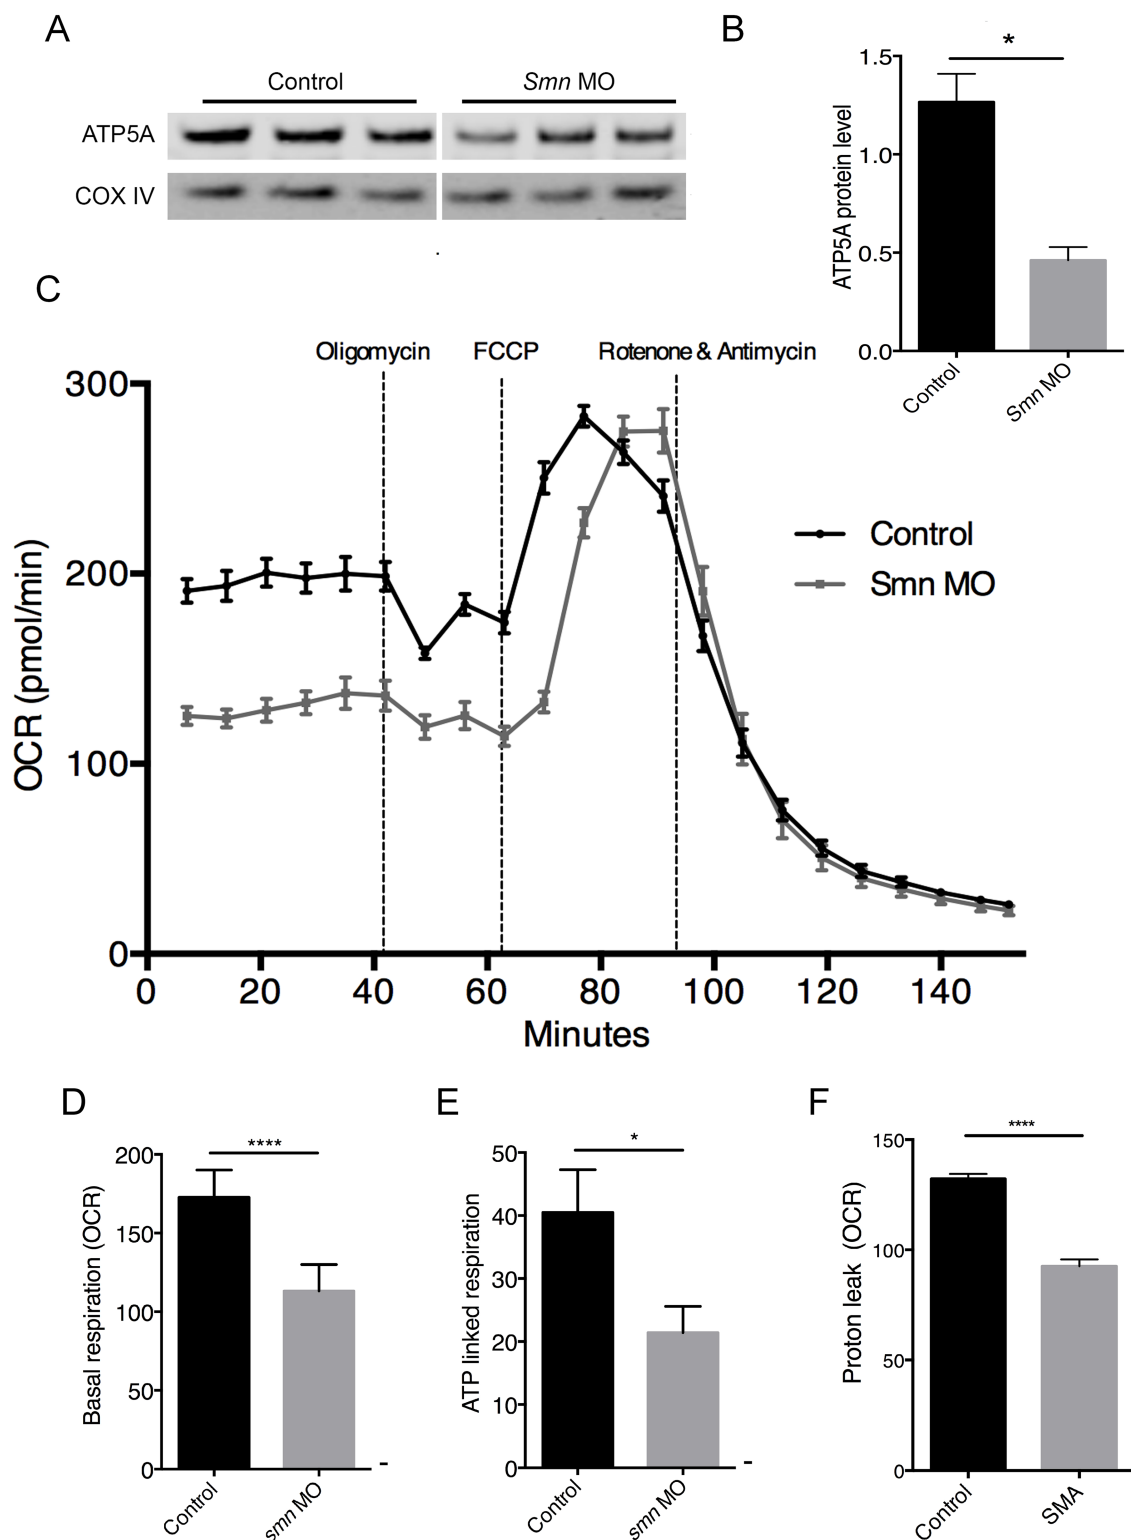 A
Control
Smn MO
ATP5A
COX IV
B
*
1.5
1.0
0.5
0.0
ATP5A protein level
Control
Smn MO
C
Oligomycin
FCCP
Rotenone & Antimycin
300
200
100
0
OCR (pmol/min)
Control
Smn MO
0 20 40 60 80 100 120 140
Minutes
D
****
200
150
100
50
0
Basal respiration (OCR)
Control
smn MO
E
*
50
40
30
20
10
0
ATP linked respiration
Control
smn MO
F
****
150
100
50
0
Proton leak (OCR)
Control
SMA